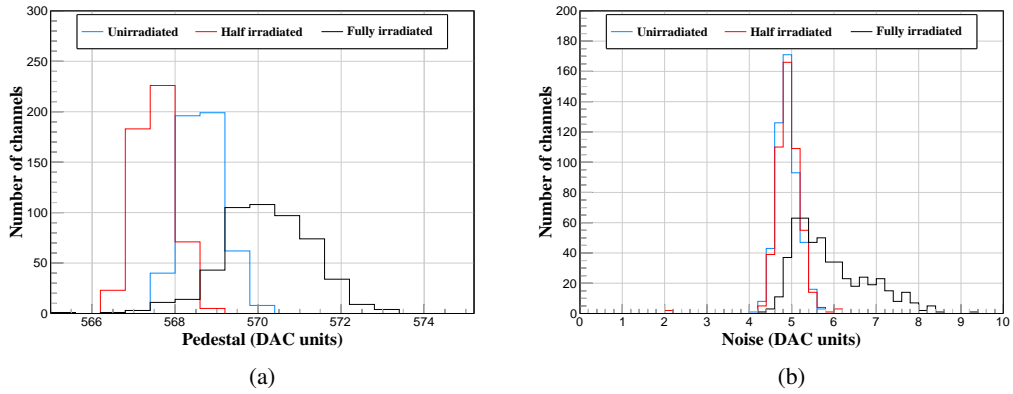 Unirradiated Half irradiated Fully irradiated
300
250
200
150
100
50
0
Number of channels
566 568 570 572 574
Pedestal (DAC units)
(a)
Unirradiated Half irradiated Fully irradiated
200
180
160
140
120
100
80
60
40
20
0
Number of channels
0 1 2 3 4 5 6 7 8 9 10
Noise (DAC units)
(b)